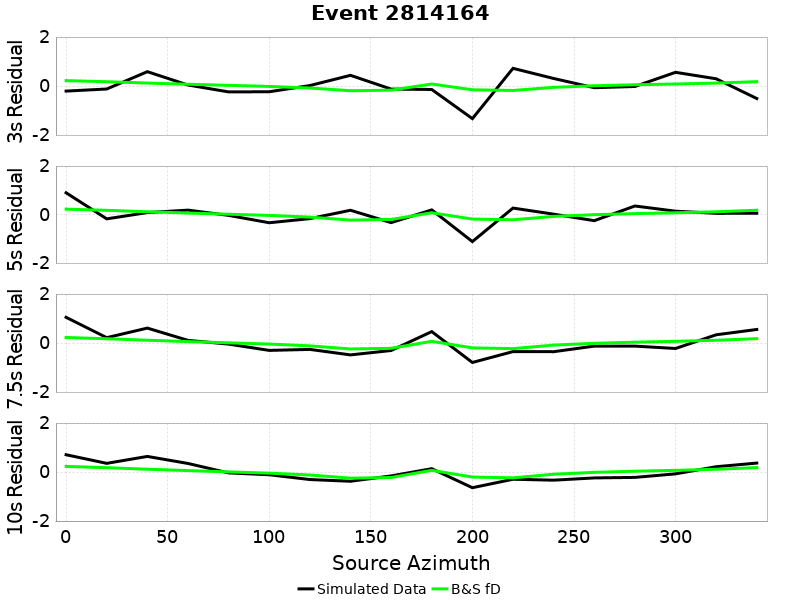 Event 2814164
3s Residual
2
0
-2
5s Residual
2
0
-2
7.5s Residual
2
0
-2
10s Residual
2
0
-2
0 50 100 150 200 250 300
Source Azimuth
Simulated Data B&S fD